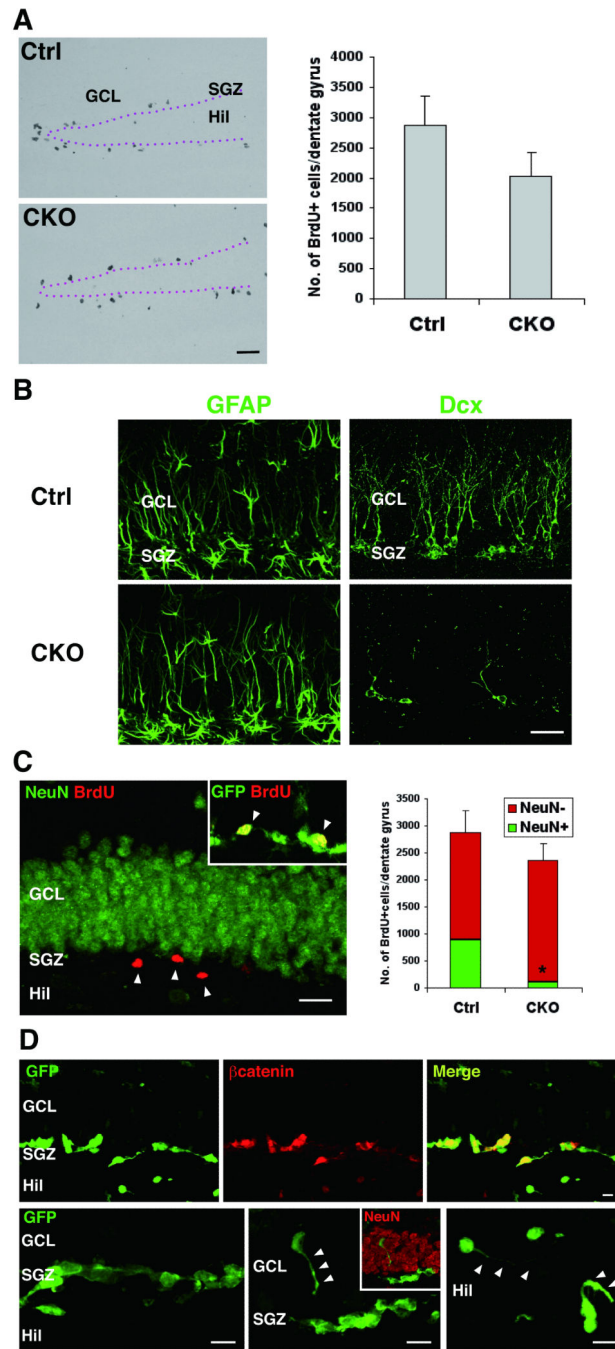 A
Ctrl
GCL
SGZ
Hil
CKO
No. of BrdU+ cells/dentate gyrus
4000
3500
3000
2500
2000
1500
1000
500
0
Ctrl CKO
B
GFAP Dcx
Ctrl
GCL
SGZ
GCL
SGZ
CKO
C
NeuN BrdU
GFP BrdU
GCL
SGZ
Hil
No. of BrdU+cells/dentate gyrus
3500
3000
2500
2000
1500
1000
500
0
NeuN-
NeuN+
*
Ctrl CKO
D
GFP
GCL
SGZ
Hil
βcatenin
Merge
GFP
GCL
SGZ
Hil
GCL
SGZ
NeuN
Hil